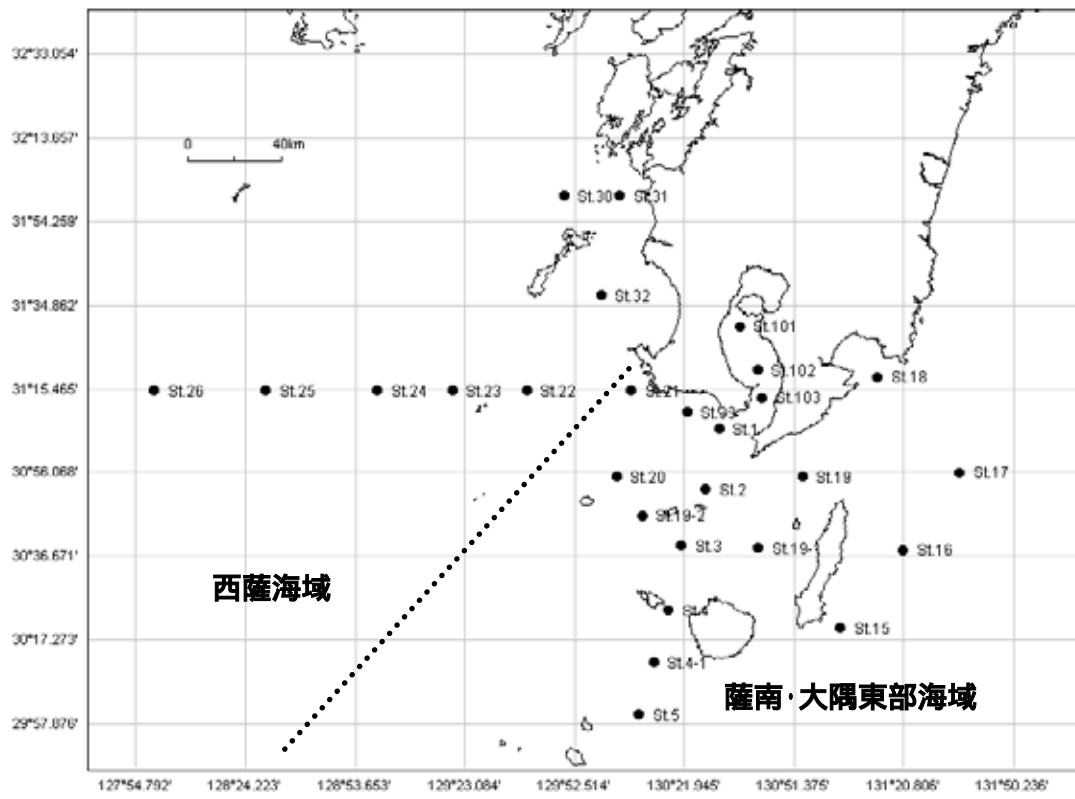 32°33.054'
32°13.657'
0 40km
St.30 St.31
31°54.259'
St.32
31°34.862'
St.101
St.102
St.18
31°15.465'
St.26 St.25 St.24 St.23 St.22 St.21
St.103
St.93
St.1
30°56.068'
St.20 St.2 St.19 St.17
St.19-2
30°36.671'
St.3 St.19-1 St.16
西薩海域
St.4
30°17.273'
St.15
St.4-1
薩南・大隅東部海域
29°57.876'
St.5
127°54.792' 128°24.223' 128°53.653' 129°23.084' 129°52.514' 130°21.945' 130°51.375' 131°20.806' 131°50.236'